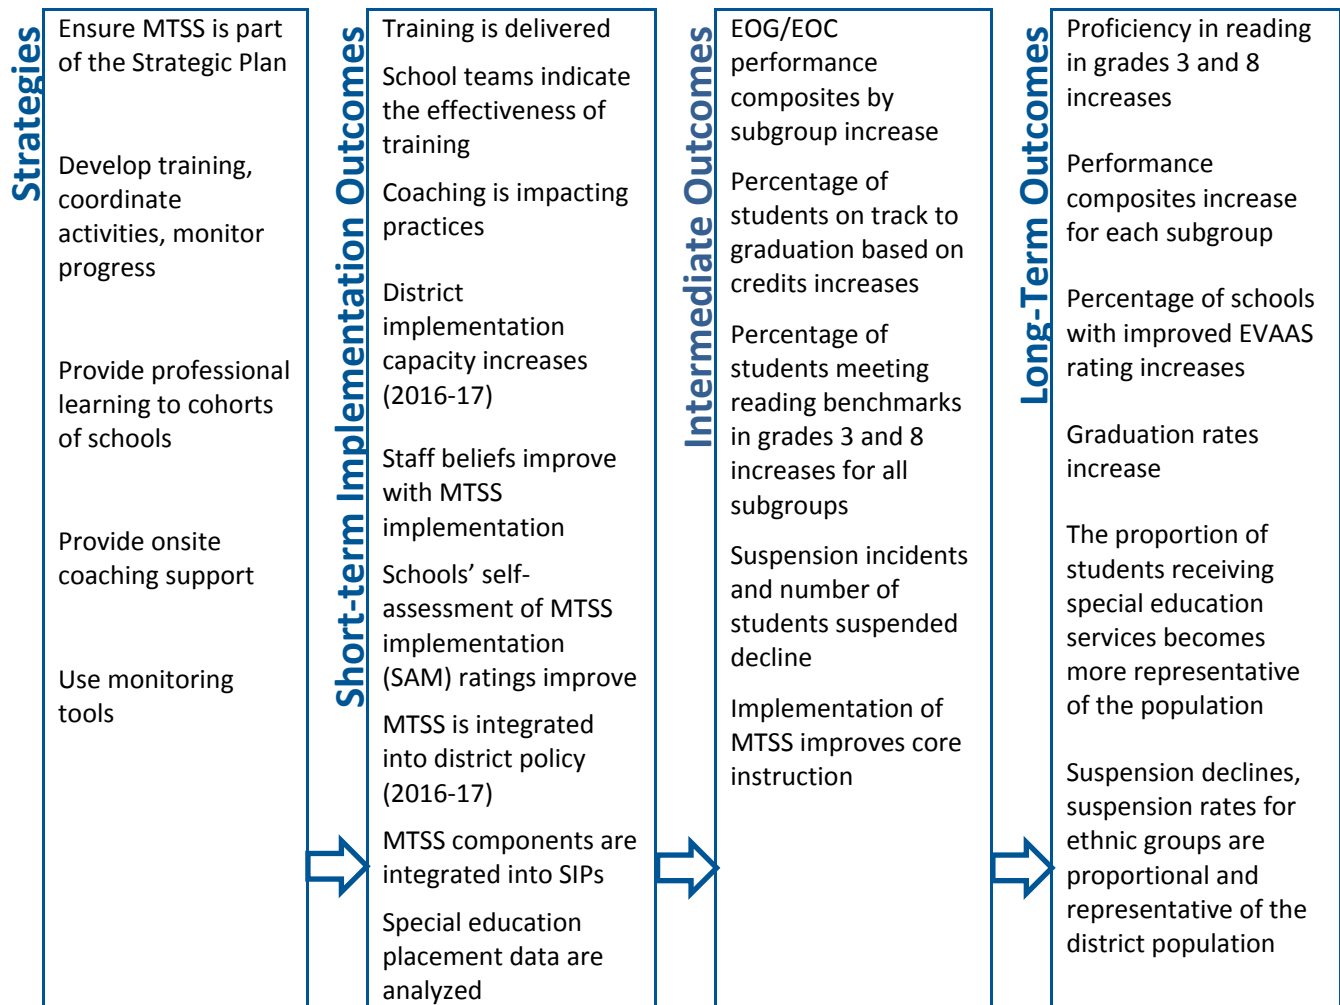 Strategies
Ensure MTSS is part
of the Strategic Plan
Develop training,
coordinate
activities, monitor
progress
Provide professional
learning to cohorts
of schools
Provide onsite
coaching support
Use monitoring
tools
Short-term Implementation Outcomes
Training is delivered
School teams indicate
the effectiveness of
training
Coaching is impacting
practices
District
implementation
capacity increases
(2016-17)
Staff beliefs improve
with MTSS
implementation
Schools’ self-
assessment of MTSS
implementation
(SAM) ratings improve
MTSS is integrated
into district policy
(2016-17)
MTSS components are
integrated into SIPs
Special education
placement data are
analyzed
Intermediate Outcomes
EOG/EOC
performance
composites by
subgroup increase
Percentage of
students on track to
graduation based on
credits increases
Percentage of
students meeting
reading benchmarks
in grades 3 and 8
increases for all
subgroups
Suspension incidents
and number of
students suspended
decline
Implementation of
MTSS improves core
instruction
Long-Term Outcomes
Proficiency in reading
in grades 3 and 8
increases
Performance
composites increase
for each subgroup
Percentage of schools
with improved EVAAS
rating increases
Graduation rates
increase
The proportion of
students receiving
special education
services becomes
more representative
of the population
Suspension declines,
suspension rates for
ethnic groups are
proportional and
representative of the
district population